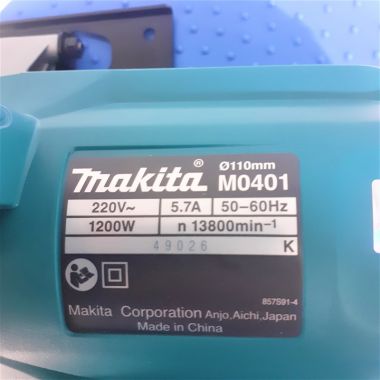 Ø110mm
makita® M0401
220V~ 5.7A 50–60Hz
1200W n 13800min⁻¹
49026 K
857S91-4
Makita Corporation Anjo, Aichi, Japan
Made in China